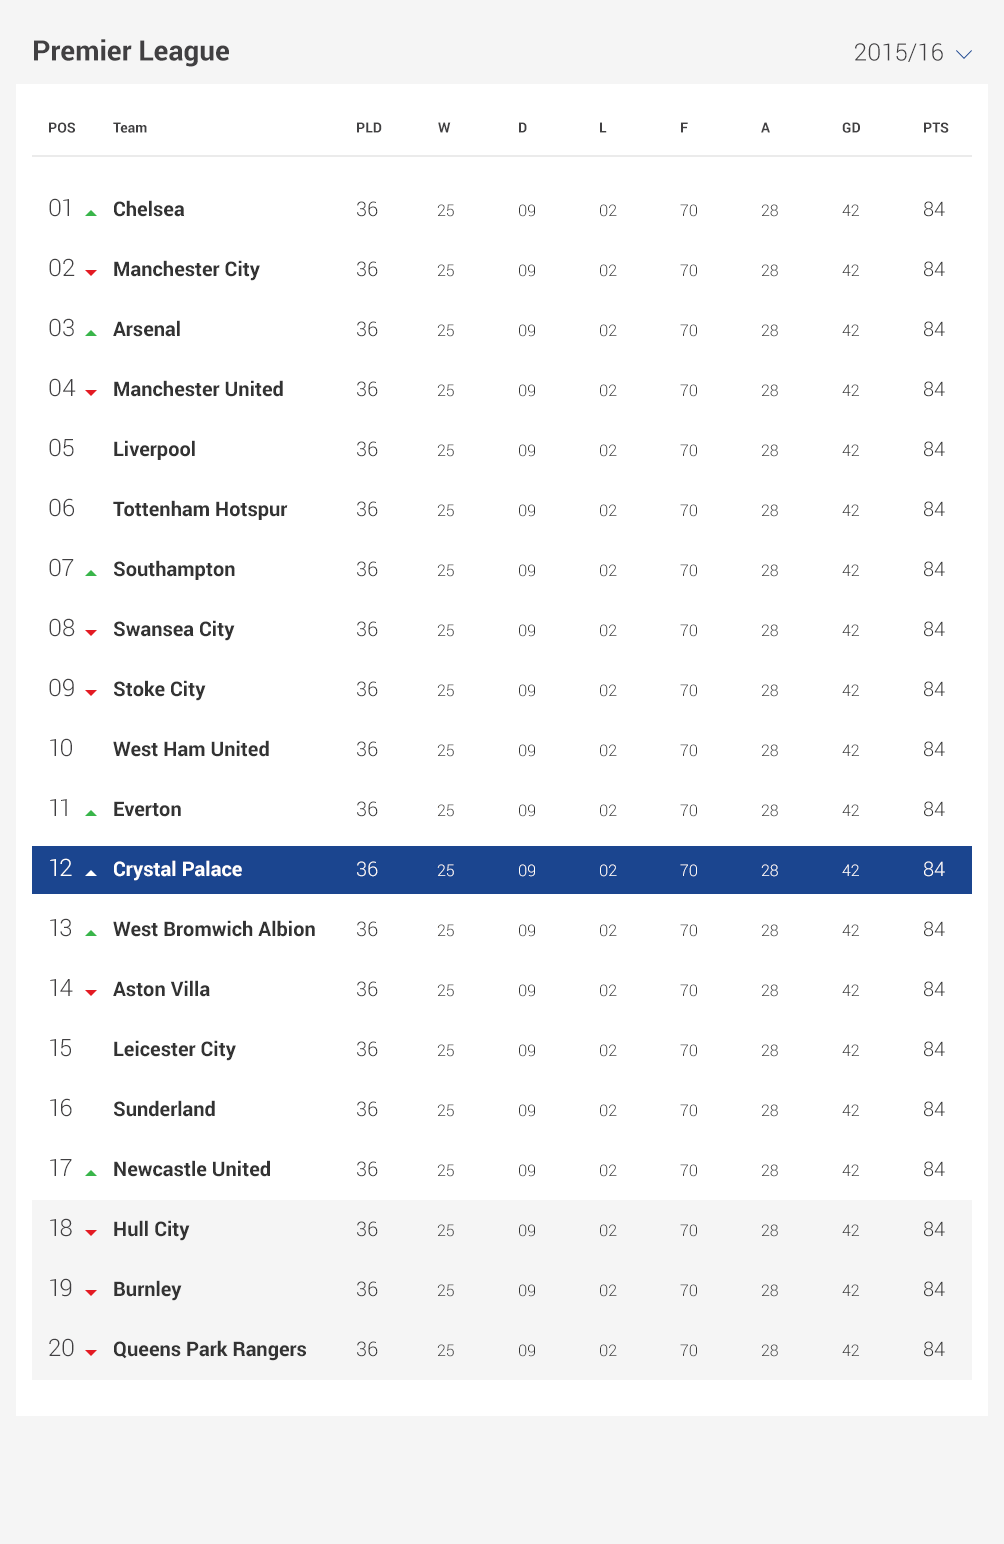 Premier League 2015/16
POS Team PLD W D L F A GD PTS
01 Chelsea 36 25 09 02 70 28 42 84
02 Manchester City 36 25 09 02 70 28 42 84
03 Arsenal 36 25 09 02 70 28 42 84
04 Manchester United 36 25 09 02 70 28 42 84
05 Liverpool 36 25 09 02 70 28 42 84
06 Tottenham Hotspur 36 25 09 02 70 28 42 84
07 Southampton 36 25 09 02 70 28 42 84
08 Swansea City 36 25 09 02 70 28 42 84
09 Stoke City 36 25 09 02 70 28 42 84
10 West Ham United 36 25 09 02 70 28 42 84
11 Everton 36 25 09 02 70 28 42 84
12 Crystal Palace 36 25 09 02 70 28 42 84
13 West Bromwich Albion 36 25 09 02 70 28 42 84
14 Aston Villa 36 25 09 02 70 28 42 84
15 Leicester City 36 25 09 02 70 28 42 84
16 Sunderland 36 25 09 02 70 28 42 84
17 Newcastle United 36 25 09 02 70 28 42 84
18 Hull City 36 25 09 02 70 28 42 84
19 Burnley 36 25 09 02 70 28 42 84
20 Queens Park Rangers 36 25 09 02 70 28 42 84